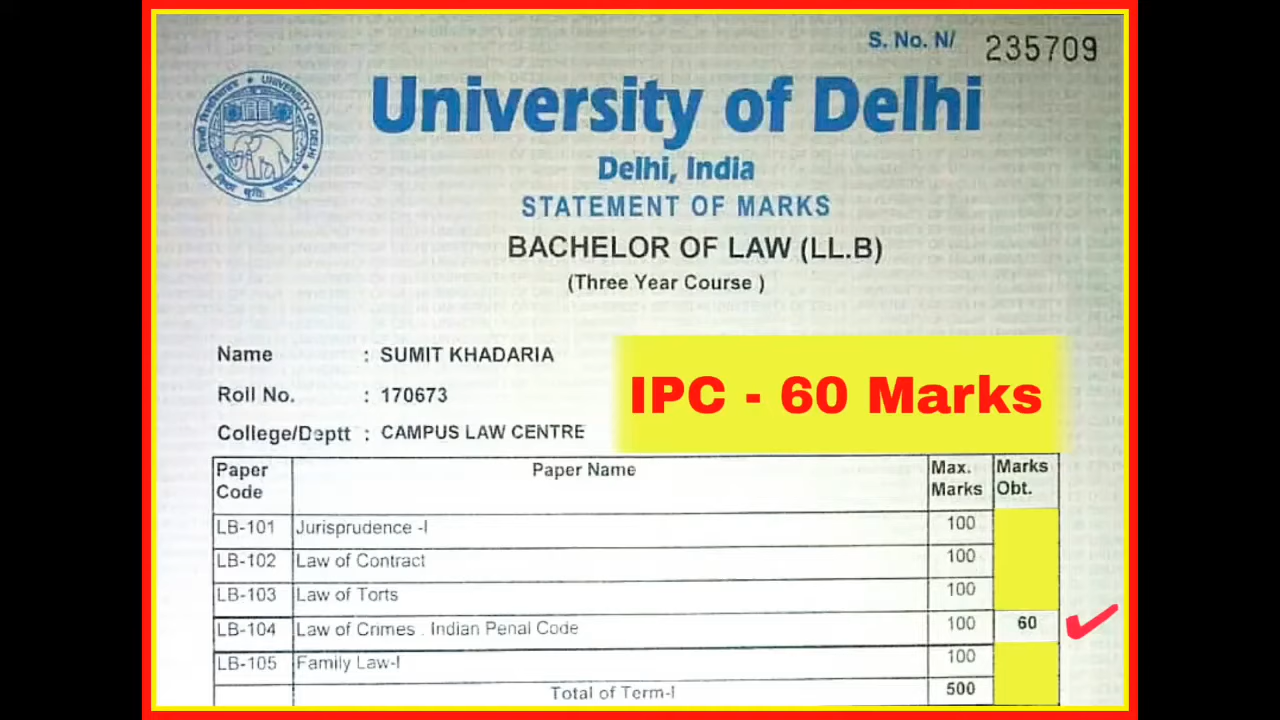 S. No. N/ 235709
University of Delhi
Delhi, India
STATEMENT OF MARKS
BACHELOR OF LAW (LL.B)
(Three Year Course )
UNIVERSITY OF DELHI
Name : SUMIT KHADARIA
Roll No. : 170673
College/Deptt : CAMPUS LAW CENTRE
IPC - 60 Marks
Paper Code Paper Name Max. Marks Marks Obt.
LB-101 Jurisprudence -I 100
LB-102 Law of Contract 100
LB-103 Law of Torts 100
LB-104 Law of Crimes . Indian Penal Code 100 60
LB-105 Family Law-I 100
Total of Term-I 500